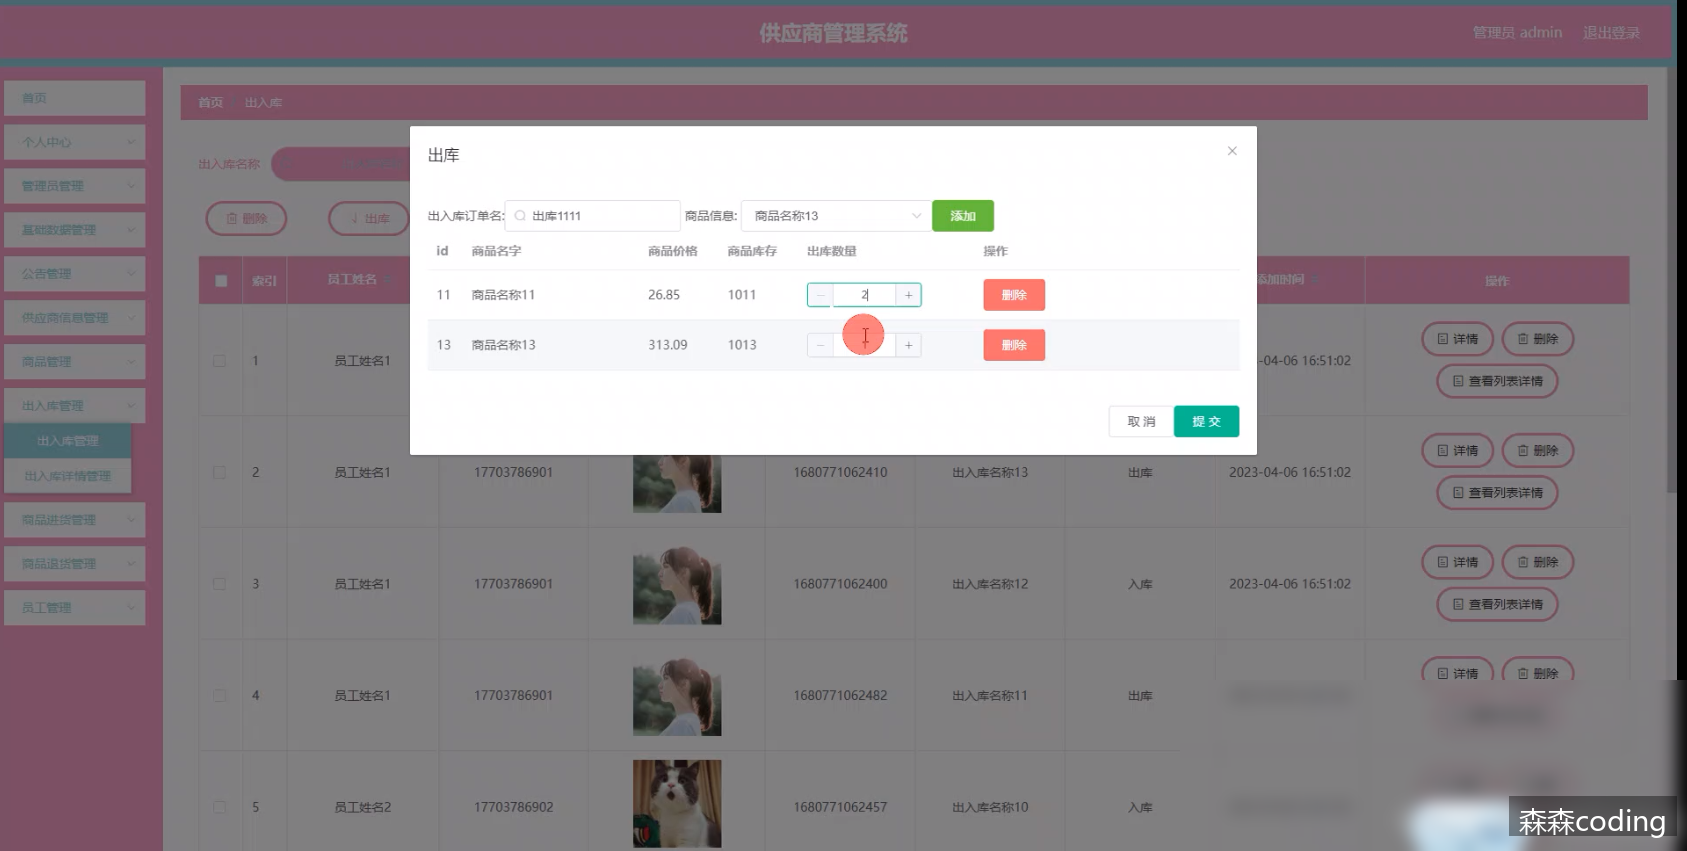 供应商管理系统
管理员 admin 退出登录
首页
个人中心
管理员管理
基础数据管理
公告管理
供应商信息管理
商品管理
出入库管理
出入库管理
出入库详情管理
商品进货管理
商品退货管理
员工管理
首页 出入库
出入库名称
删除 出库
索引 员工姓名 添加时间 操作
出库
出入库订单名: 出库1111 商品信息: 商品名称13 添加
id 商品名字 商品价格 商品库存 出库数量 操作
11 商品名称11 26.85 1011 2 删除
13 商品名称13 313.09 1013 删除
取 消 提 交
1 员工姓名1 -04-06 16:51:02 详情 删除
查看列表详情
2 员工姓名1 17703786901 1680771062410 出入库名称13 出库 2023-04-06 16:51:02 详情 删除
查看列表详情
3 员工姓名1 17703786901 1680771062400 出入库名称12 入库 2023-04-06 16:51:02 详情 删除
查看列表详情
4 员工姓名1 17703786901 1680771062482 出入库名称11 出库 详情 删除
5 员工姓名2 17703786902 1680771062457 出入库名称10 入库
森森coding